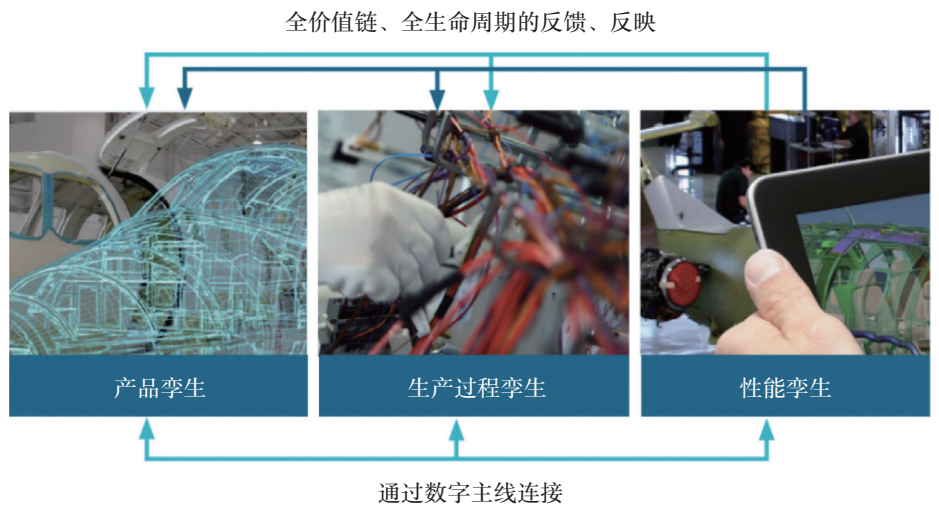 全价值链、全生命周期的反馈、反映
产品孪生
生产过程孪生
性能孪生
通过数字主线连接